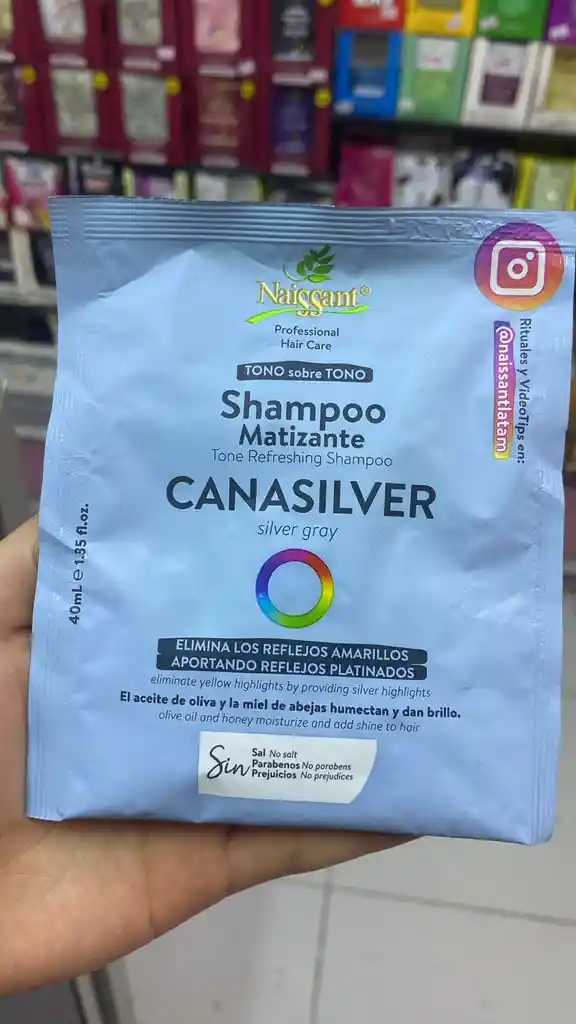 Naissant®
Professional
Hair Care
TONO sobre TONO
Shampoo
Matizante
Tone Refreshing Shampoo
CANASILVER
silver gray
ELIMINA LOS REFLEJOS AMARILLOS
APORTANDO REFLEJOS PLATINADOS
eliminate yellow highlights by providing silver highlights
El aceite de oliva y la miel de abejas humectan y dan brillo.
olive oil and honey moisturize and add shine to hair
Sin
Sal No salt
Parabenos No parabens
Prejuicios No prejudices
40mL e 1.35 fl.oz.
Rituales y VideoTips en:
@naissantlatam